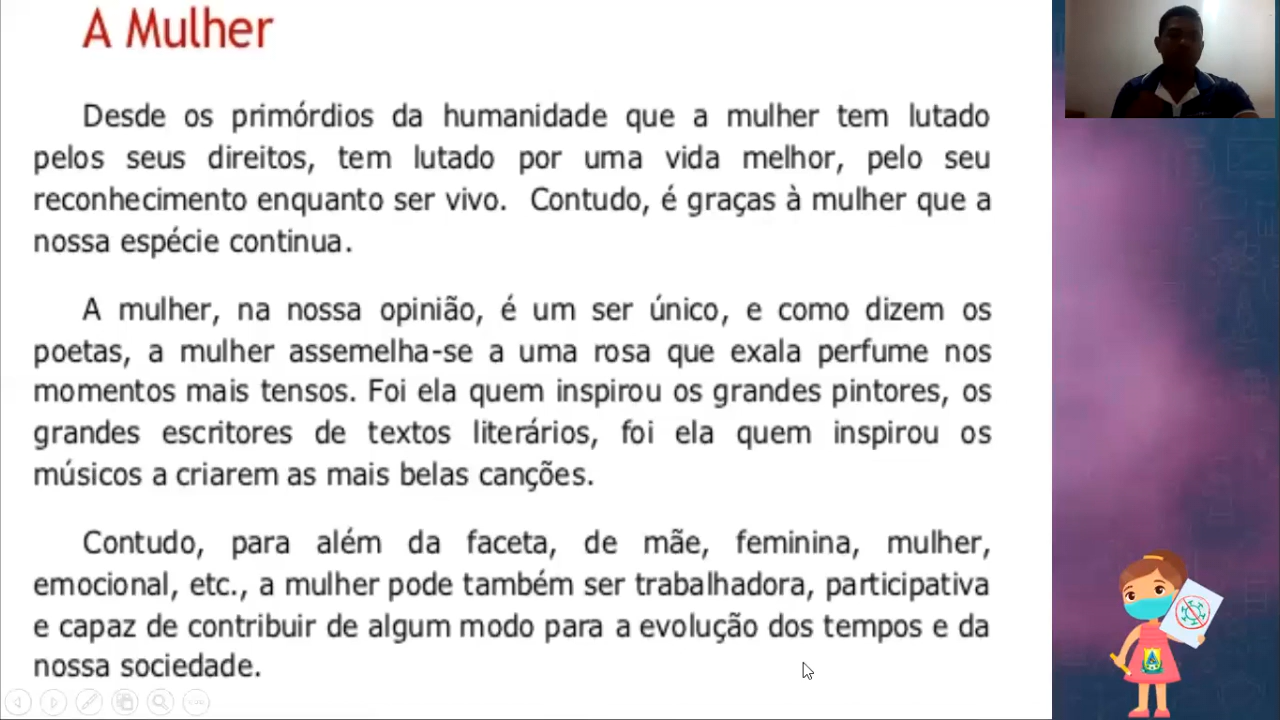 A Mulher
Desde os primórdios da humanidade que a mulher tem lutado
pelos seus direitos, tem lutado por uma vida melhor, pelo seu
reconhecimento enquanto ser vivo. Contudo, é graças à mulher que a
nossa espécie continua.
A mulher, na nossa opinião, é um ser único, e como dizem os
poetas, a mulher assemelha-se a uma rosa que exala perfume nos
momentos mais tensos. Foi ela quem inspirou os grandes pintores, os
grandes escritores de textos literários, foi ela quem inspirou os
músicos a criarem as mais belas canções.
Contudo, para além da faceta, de mãe, feminina, mulher,
emocional, etc., a mulher pode também ser trabalhadora, participativa
e capaz de contribuir de algum modo para a evolução dos tempos e da
nossa sociedade.